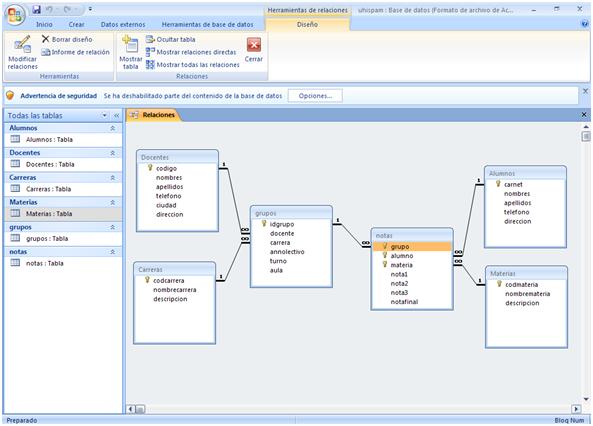 Herramientas de relaciones
uhispam : Base de datos (Formato de archivo de Ac...
Inicio
Crear
Datos externos
Herramientas de base de datos
Diseño
Modificar relaciones
Borrar diseño
Informe de relación
Herramientas
Mostrar tabla
Ocultar tabla
Mostrar relaciones directas
Mostrar todas las relaciones
Cerrar
Relaciones
Advertencia de seguridad
Se ha deshabilitado parte del contenido de la base de datos
Opciones...
Todas las tablas
Alumnos
Alumnos : Tabla
Docentes
Docentes : Tabla
Carreras
Carreras : Tabla
Materias
Materias : Tabla
grupos
grupos : Tabla
notas
notas : Tabla
Relaciones
Docentes
codigo
nombres
apellidos
telefono
ciudad
direccion
1
Carreras
codcarrera
nombrecarrera
descripcion
1
∞
∞
grupos
idgrupo
docente
carrera
annolectivo
turno
aula
1
∞
notas
grupo
alumno
materia
nota1
nota2
nota3
notafinal
∞
∞
Alumnos
carnet
nombres
apellidos
telefono
direccion
1
Materias
codmateria
nombremateria
descripcion
1
Preparado
Bloq Num